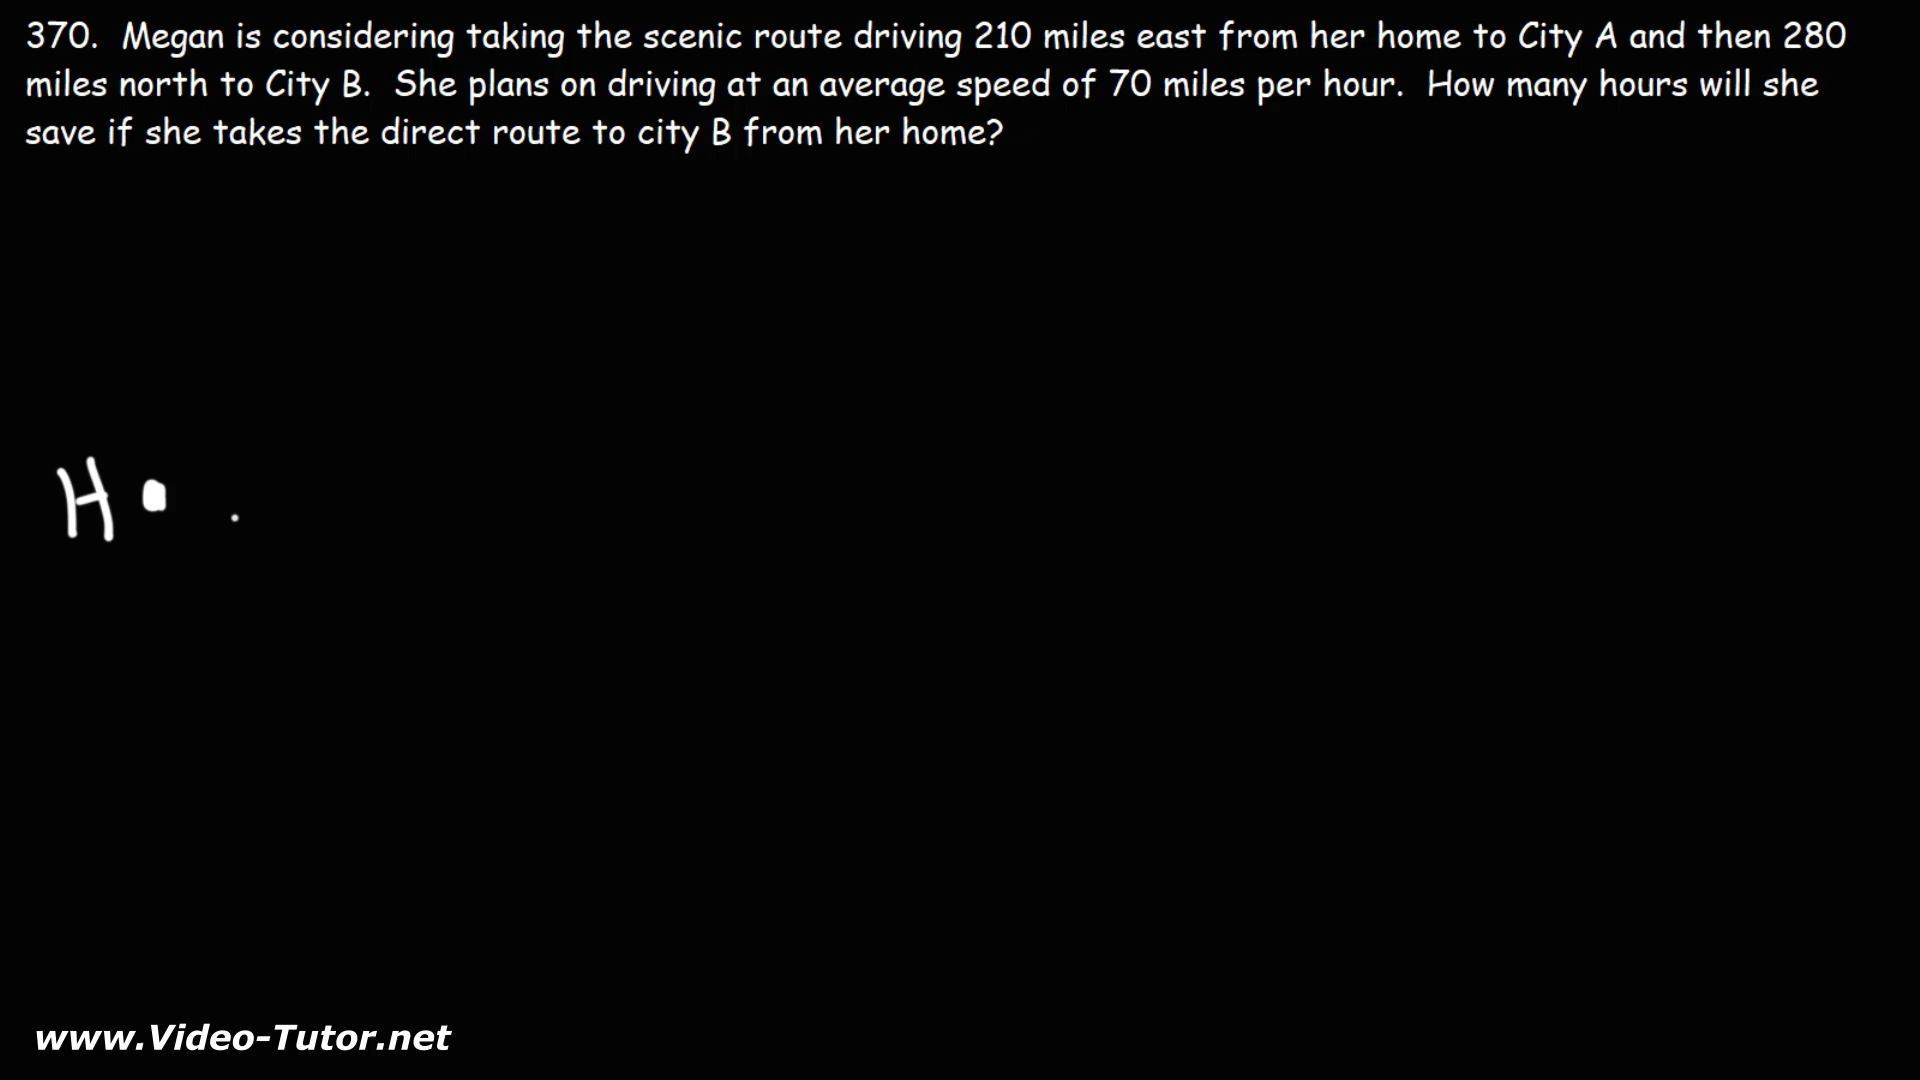 370.  Megan is considering taking the scenic route driving 210 miles east from her home to City A and then 280
miles north to City B.  She plans on driving at an average speed of 70 miles per hour.  How many hours will she
save if she takes the direct route to city B from her home?
H
www.Video-Tutor.net